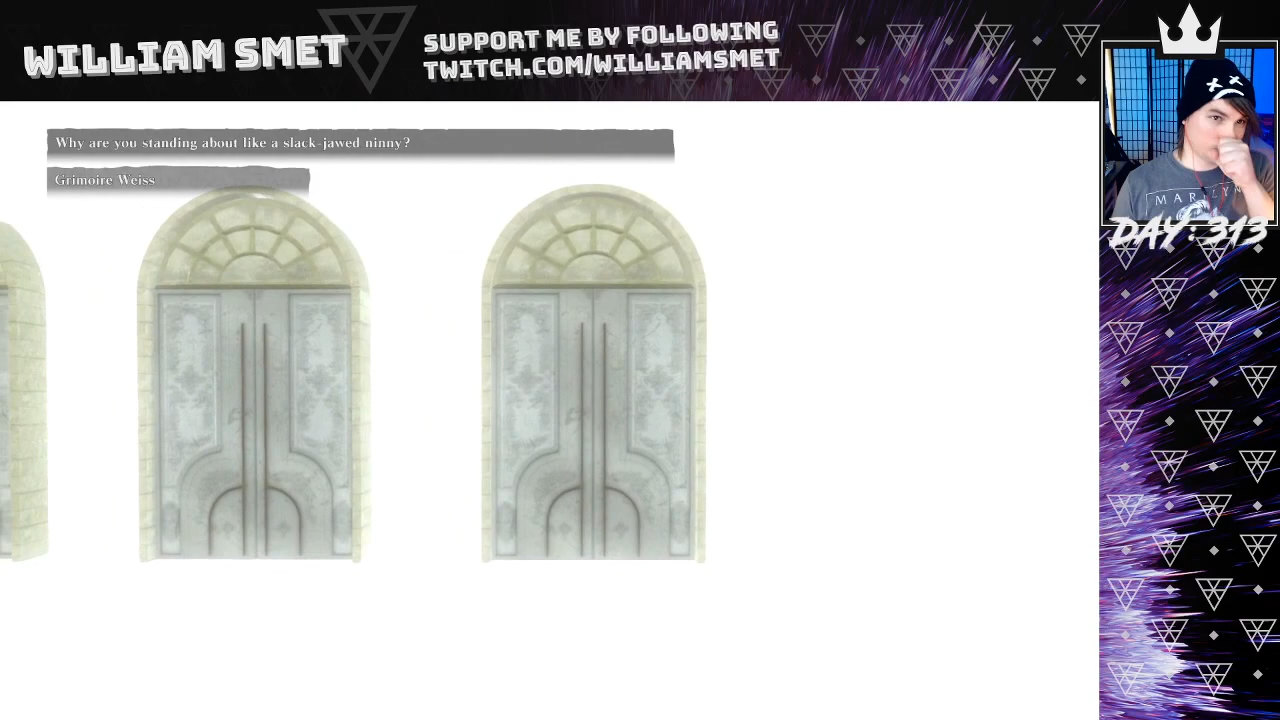 WILLIAM SMET
SUPPORT ME BY FOLLOWING
TWITCH.COM/WILLIAMSMET
Why are you standing about like a slack-jawed ninny?
Grimoire Weiss
MARILYN
DAY: 313